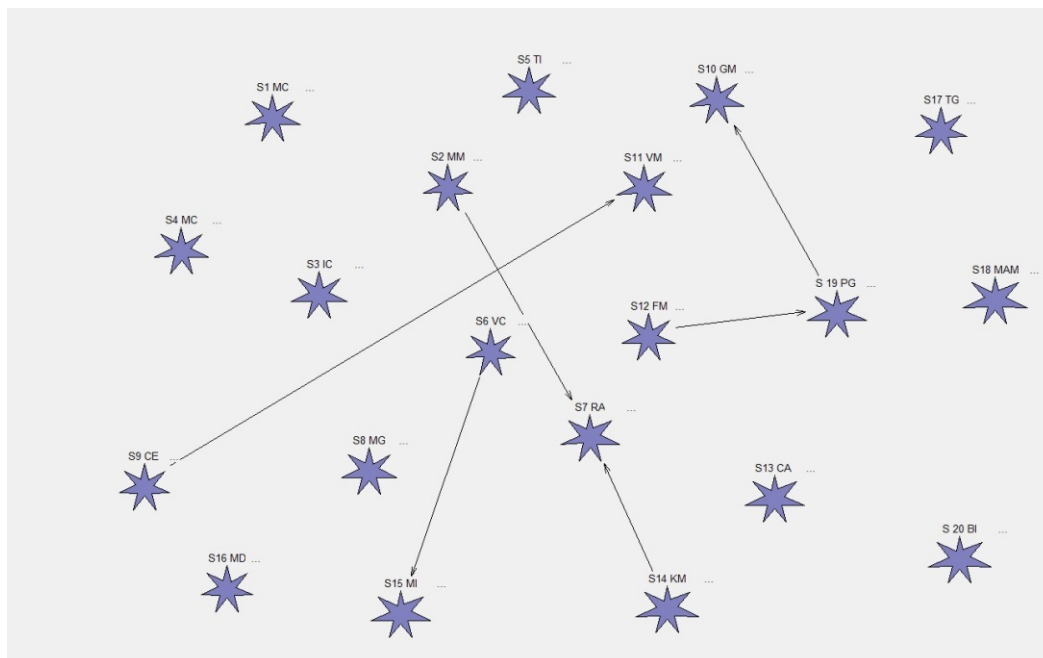 S5 TI ...
S10 GM ...
S1 MC ...
S17 TG ...
S2 MM ...
S11 VM ...
S4 MC ...
S3 IC ...
S 19 PG ...
S18 MAM ...
S12 FM ...
S6 VC ...
S7 RA ...
S8 MG ...
S9 CE ...
S13 CA ...
S 20 BI ...
S16 MD ...
S15 MI ...
S14 KM ...